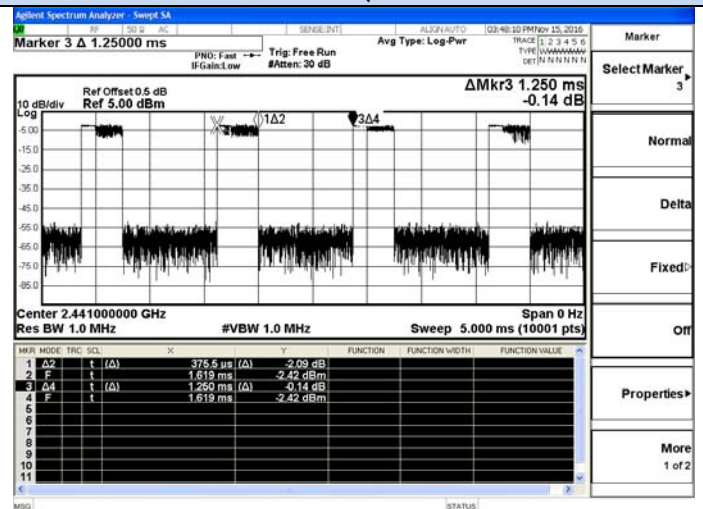 Agilent Spectrum Analyzer - Swept SA
RF 50 Ω AC SENSE:INT ALIGNAUTO 03:48:10 PM Nov 15, 2016
Marker 3 Δ 1.25000 ms
PNO: Fast Trig: Free Run Avg Type: Log-Pwr TRACE 1 2 3 4 5 6
IFGain:Low #Atten: 30 dB TYPE WWWWWW
DET N N N N N N
Ref Offset 0.5 dB
10 dB/div Ref 5.00 dBm
ΔMkr3 1.250 ms
-0.14 dB
Log
1Δ2
3Δ4
-5.00
-15.0
-25.0
-35.0
-45.0
-55.0
-65.0
-75.0
-85.0
Center 2.441000000 GHz Span 0 Hz
Res BW 1.0 MHz #VBW 1.0 MHz Sweep 5.000 ms (10001 pts)
MKR MODE TRC SCL X Y FUNCTION FUNCTION WIDTH FUNCTION VALUE
1 Δ2 t (Δ) 375.5 µs (Δ) -2.09 dB
2 F t 1.619 ms -2.42 dBm
3 Δ4 t (Δ) 1.250 ms (Δ) -0.14 dB
4 F t 1.619 ms -2.42 dBm
5
6
7
8
9
10
11
MSG STATUS
Marker
Select Marker
3
Normal
Delta
Fixed
Off
Properties
More
1 of 2